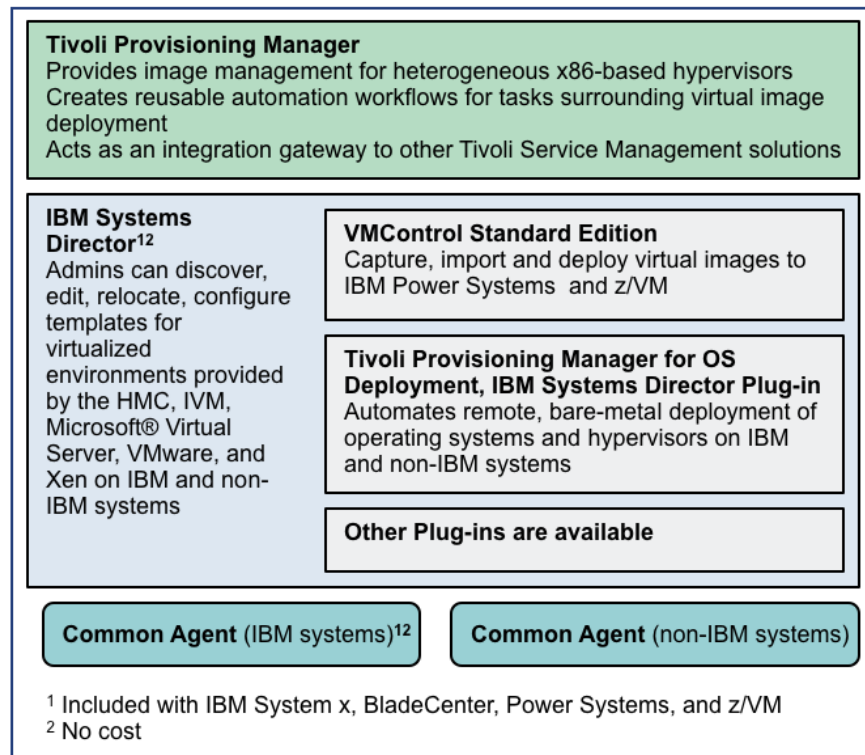 Tivoli Provisioning Manager
Provides image management for heterogeneous x86-based hypervisors
Creates reusable automation workflows for tasks surrounding virtual image
deployment
Acts as an integration gateway to other Tivoli Service Management solutions
IBM Systems
Director¹²
Admins can discover,
edit, relocate, configure
templates for
virtualized
environments provided
by the HMC, IVM,
Microsoft® Virtual
Server, VMware, and
Xen on IBM and non-
IBM systems
VMControl Standard Edition
Capture, import and deploy virtual images to
IBM Power Systems and z/VM
Tivoli Provisioning Manager for OS
Deployment, IBM Systems Director Plug-in
Automates remote, bare-metal deployment of
operating systems and hypervisors on IBM
and non-IBM systems
Other Plug-ins are available
Common Agent (IBM systems)¹²
Common Agent (non-IBM systems)
¹ Included with IBM System x, BladeCenter, Power Systems, and z/VM
² No cost